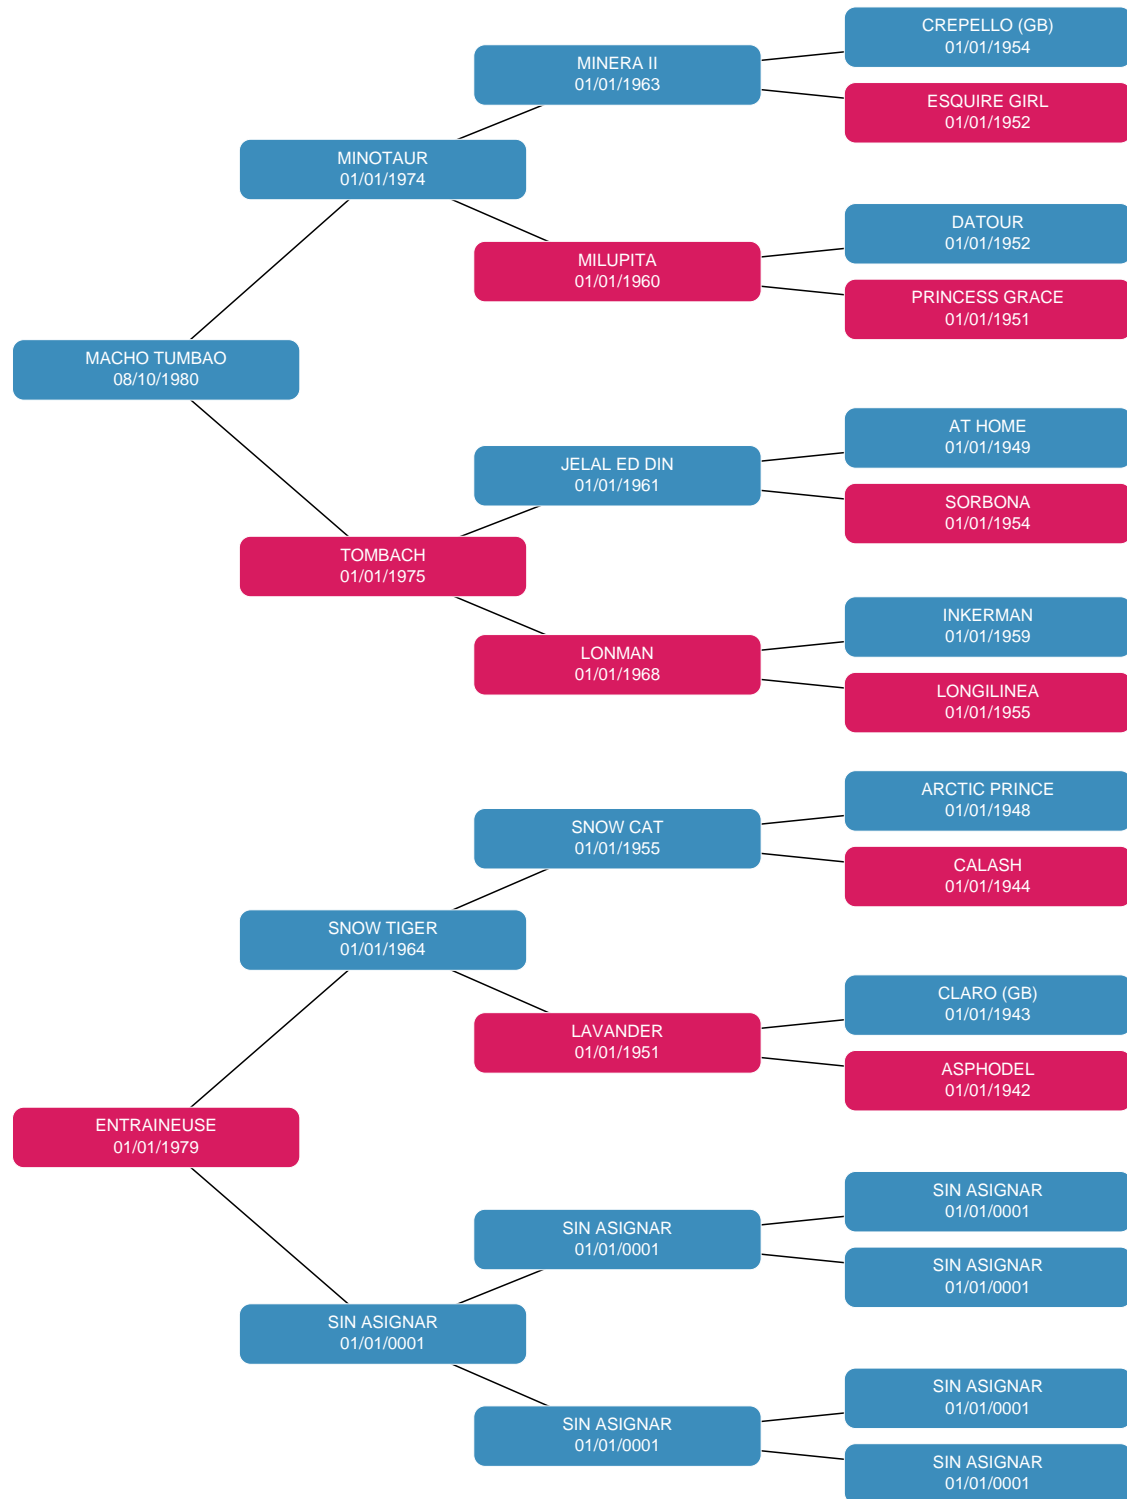 CREPELLO (GB)
01/01/1954
MINERA II
01/01/1963
ESQUIRE GIRL
01/01/1952
MINOTAUR
01/01/1974
DATOUR
01/01/1952
MILUPITA
01/01/1960
PRINCESS GRACE
01/01/1951
MACHO TUMBAO
08/10/1980
AT HOME
01/01/1949
JELAL ED DIN
01/01/1961
SORBONA
01/01/1954
TOMBACH
01/01/1975
INKERMAN
01/01/1959
LONMAN
01/01/1968
LONGILINEA
01/01/1955
ARCTIC PRINCE
01/01/1948
SNOW CAT
01/01/1955
CALASH
01/01/1944
SNOW TIGER
01/01/1964
CLARO (GB)
01/01/1943
LAVANDER
01/01/1951
ASPHODEL
01/01/1942
ENTRAINEUSE
01/01/1979
SIN ASIGNAR
01/01/0001
SIN ASIGNAR
01/01/0001
SIN ASIGNAR
01/01/0001
SIN ASIGNAR
01/01/0001
SIN ASIGNAR
01/01/0001
SIN ASIGNAR
01/01/0001
SIN ASIGNAR
01/01/0001